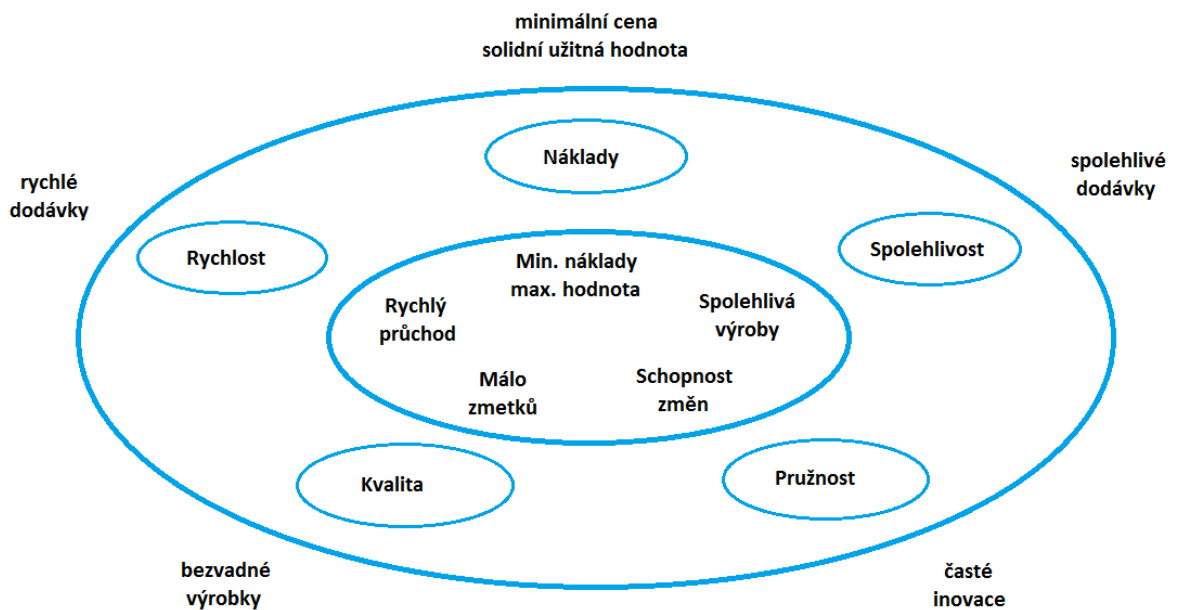 minimální cena
solidní užitná hodnota
Náklady
rychlé
dodávky
spolehlivé
dodávky
Rychlost
Spolehlivost
Min. náklady
max. hodnota
Rychlý
průchod
Spolehlivá
výroby
Málo
zmetků
Schopnost
změn
Kvalita
Pružnost
bezvadné
výrobky
časté
inovace